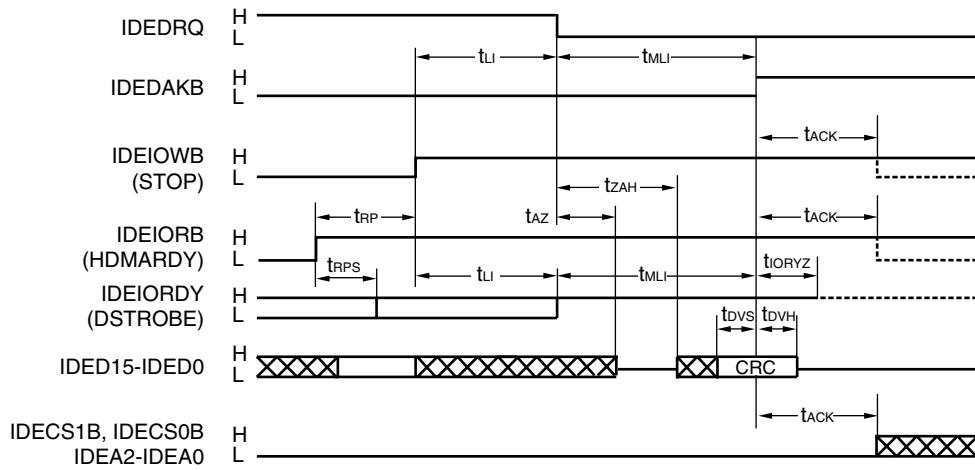 IDEDRQ H L
tLI tMLI
IDEDAKB H L
tACK
IDEIOWB (STOP) H L
tZAH
tRP tAZ tACK
IDEIORB (HDMARDY) H L
tRPS tLI tMLI tIORYZ
IDEIORDY (DSTROBE) H L
tDVS tDVH
IDED15-IDED0 H L CRC
tACK
IDECS1B, IDECS0B H
IDEA2-IDEA0 L